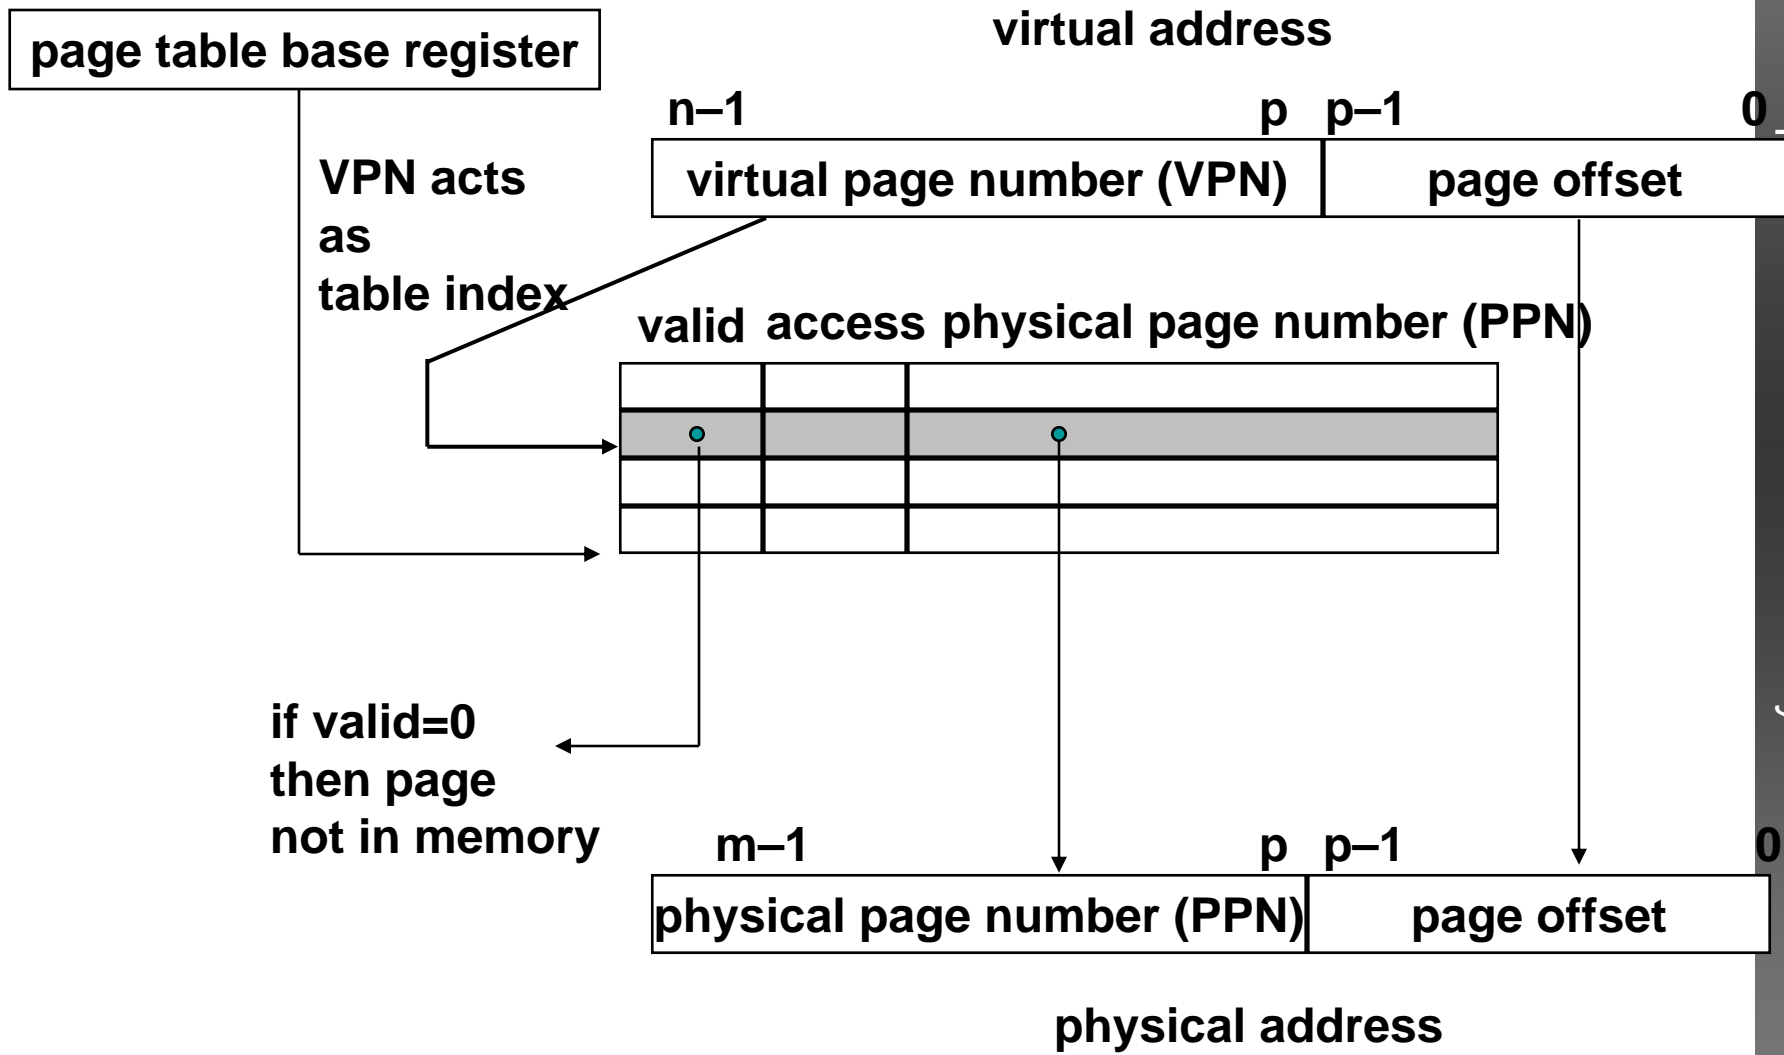 page table base register
virtual address
n–1 p p–1 0
VPN acts
as
table index
virtual page number (VPN) page offset
valid access physical page number (PPN)
if valid=0
then page
not in memory
m–1 p p–1 0
physical page number (PPN) page offset
physical address